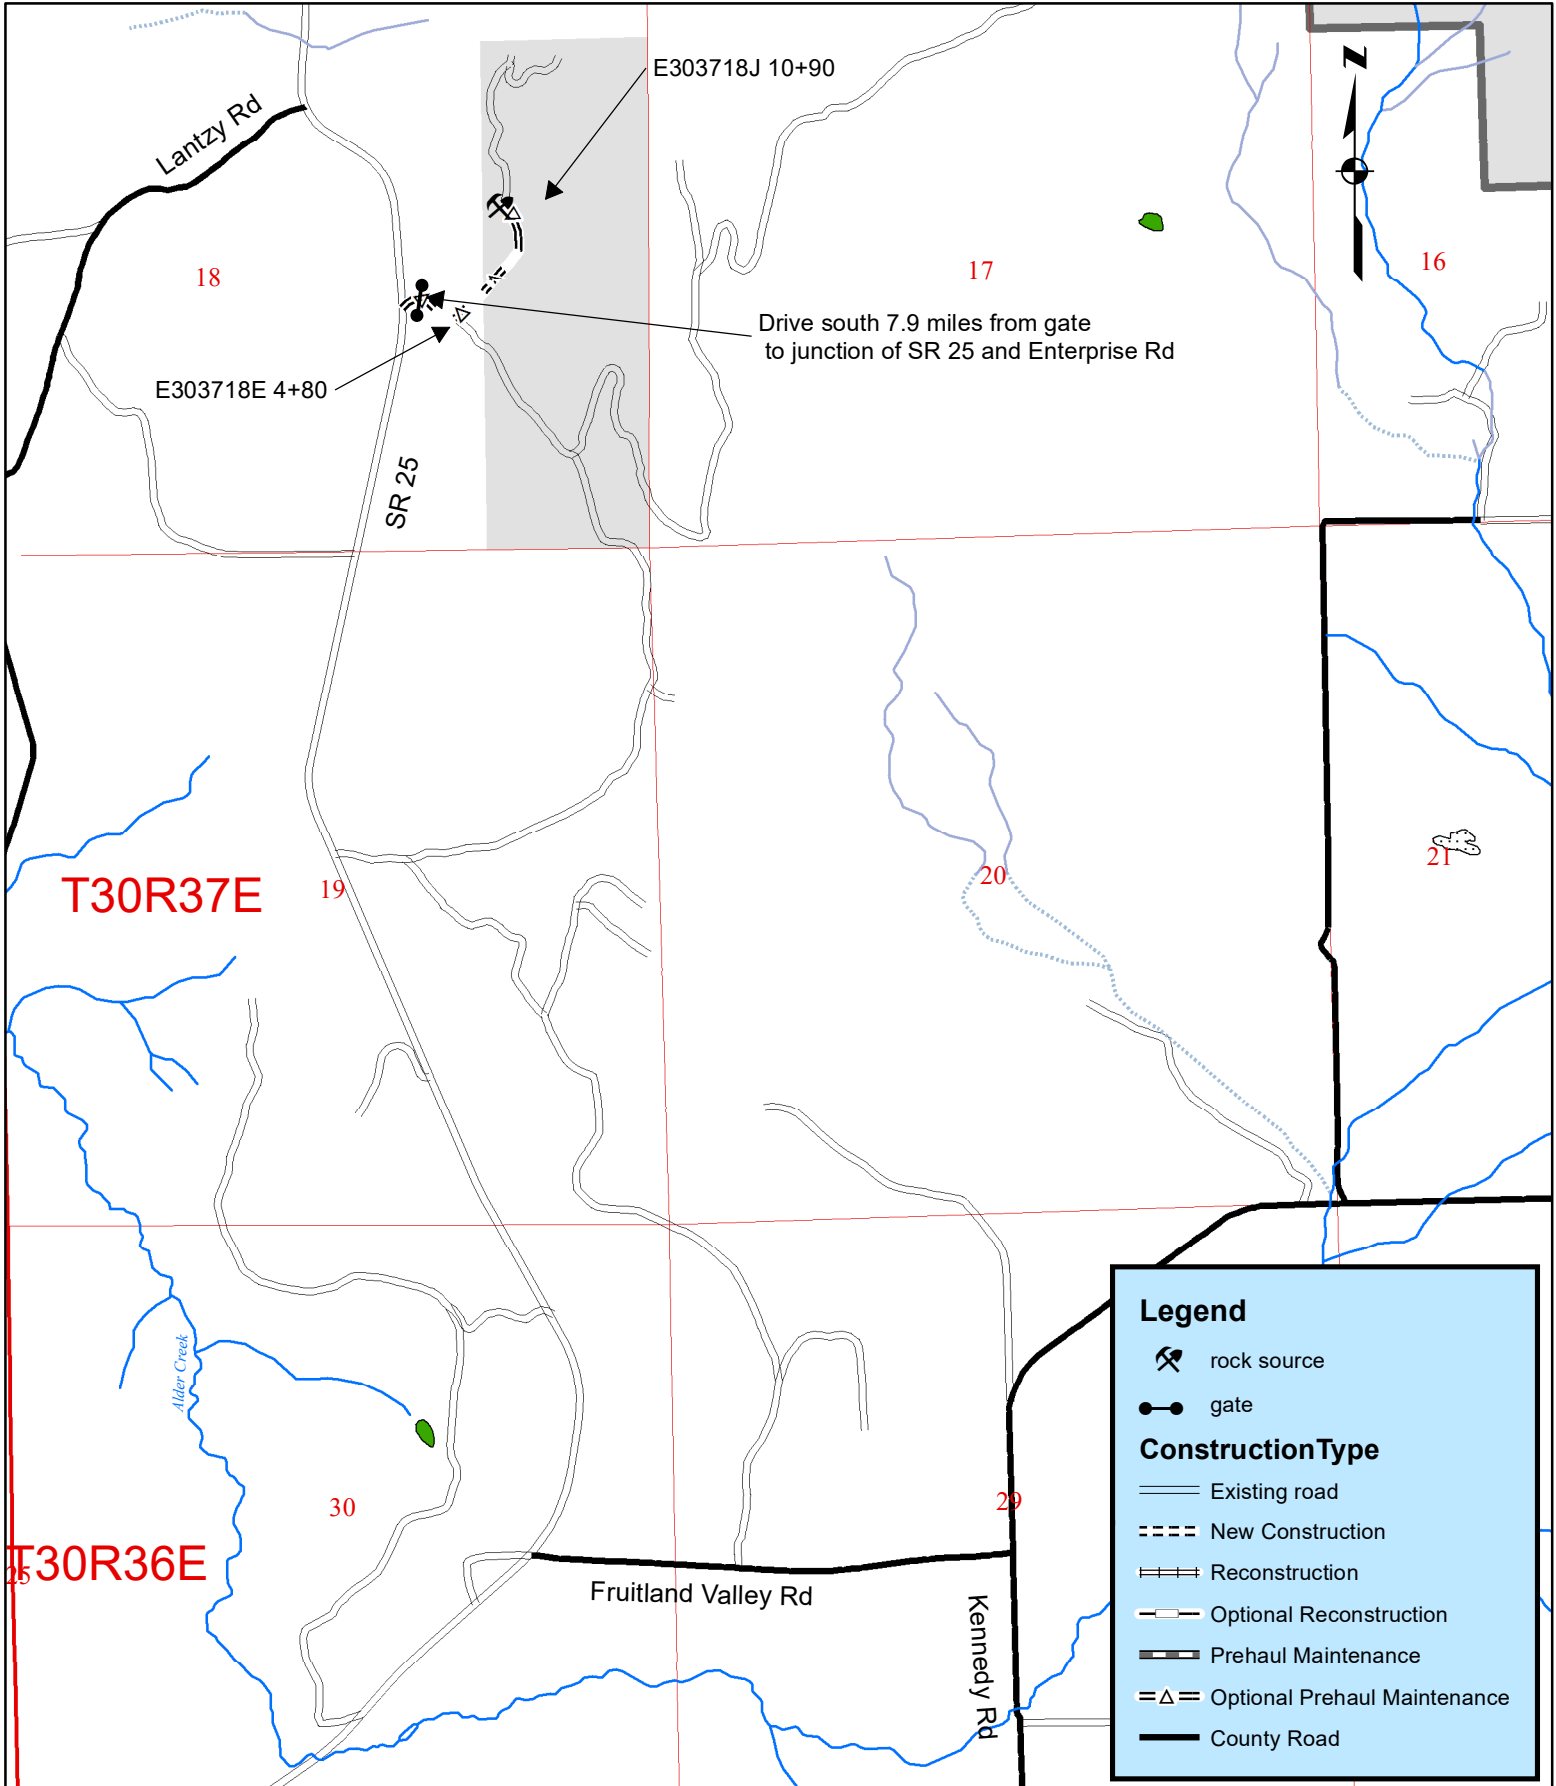 E303718J 10+90
N
Lantzy Rd
18
17
16
Drive south 7.9 miles from gate
to junction of SR 25 and Enterprise Rd
E303718E 4+80
SR 25
T30R37E
19
20
21
Alder Creek
30
29
T30R36E
25
Fruitland Valley Rd
Kennedy Rd
Legend
rock source
gate
ConstructionType
Existing road
New Construction
Reconstruction
Optional Reconstruction
Prehaul Maintenance
Optional Prehaul Maintenance
County Road